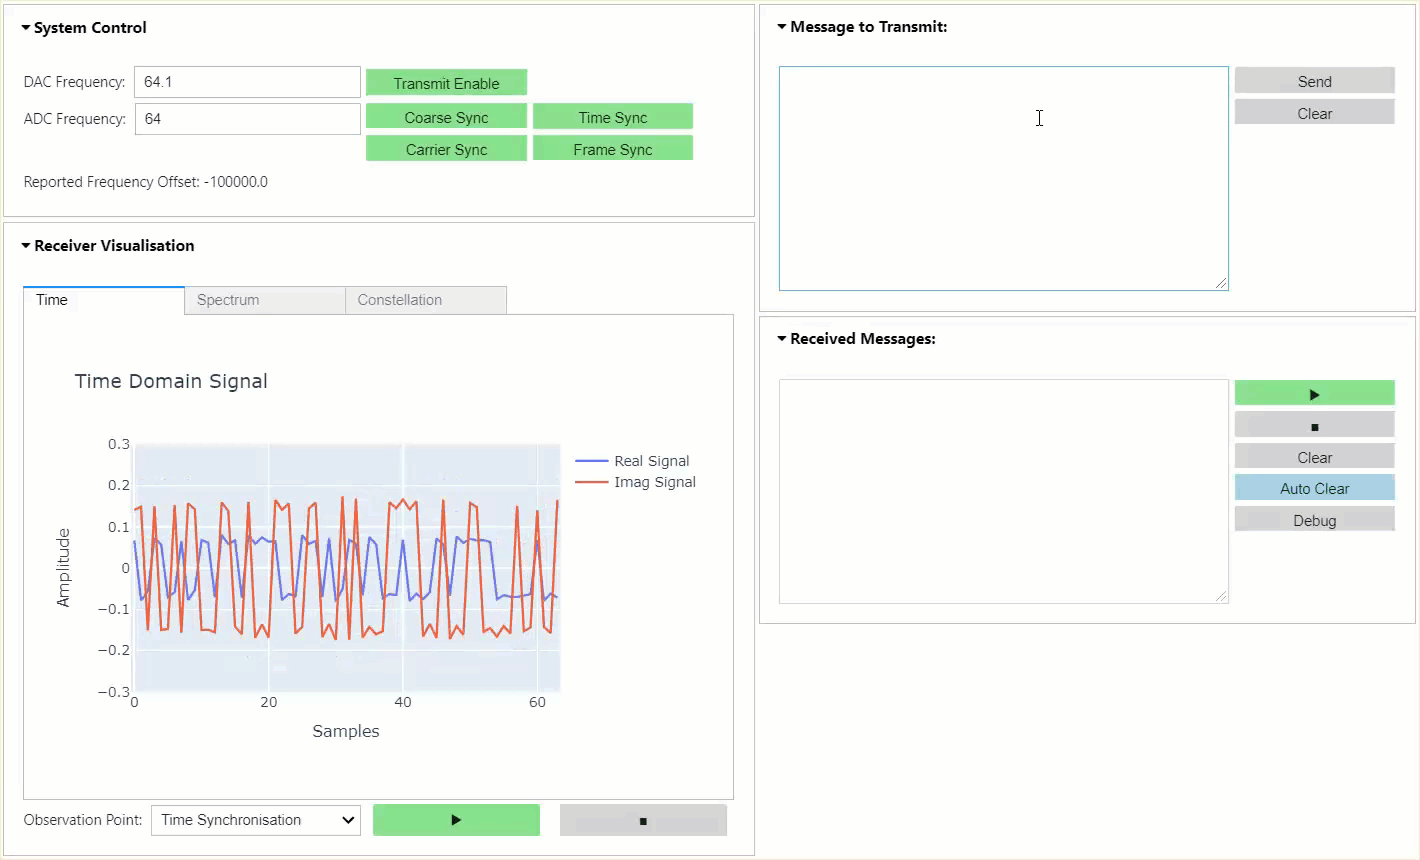 System Control
DAC Frequency: 64.1 Transmit Enable
ADC Frequency: 64 Coarse Sync Time Sync
Carrier Sync Frame Sync
Reported Frequency Offset: -100000.0
Receiver Visualisation
Time Spectrum Constellation
Time Domain Signal
0.3
0.2
0.1
0
−0.1
−0.2
−0.3
Amplitude
0 20 40 60
Samples
Real Signal
Imag Signal
Observation Point: Time Synchronisation
Message to Transmit:
Send
Clear
Received Messages:
Clear
Auto Clear
Debug